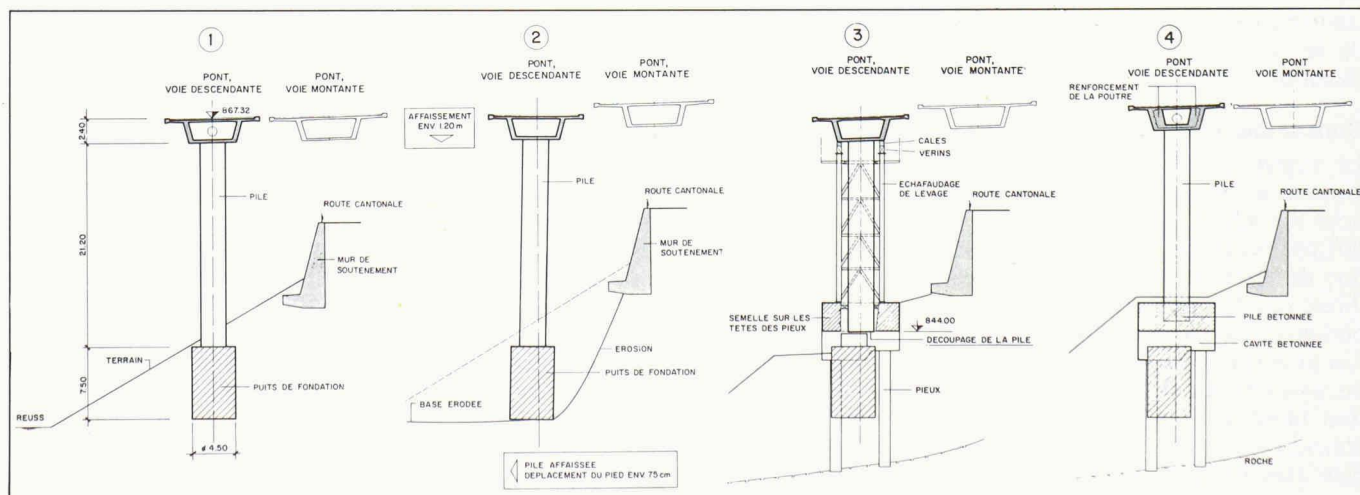 1
PONT,
VOIE DESCENDANTE
PONT,
VOIE MONTANTE
867.32
2.40
PILE
ROUTE CANTONALE
21.20
MUR DE
SOUTENEMENT
TERRAIN
7.50
PUITS DE FONDATION
REUSS
ø 4.50
2
PONT,
VOIE DESCENDANTE
PONT,
VOIE MONTANTE
AFFAISSEMENT
ENV 1.20 m
PILE
ROUTE CANTONALE
MUR DE
SOUTENEMENT
EROSION
PUITS DE FONDATION
BASE ERODEE
PILE AFFAISSEE
DEPLACEMENT DU PIED ENV 75 cm
3
PONT,
VOIE DESCENDANTE
PONT,
VOIE MONTANTE
CALES
VERINS
ECHAFAUDAGE
DE LEVAGE
ROUTE CANTONALE
SEMELLE SUR LES
TETES DES PIEUX
844.00
DECOUPAGE DE LA PILE
PIEUX
4
PONT
VOIE DESCENDANTE
PONT
VOIE MONTANTE
RENFORCEMENT
DE LA POUTRE
PILE
ROUTE CANTONALE
PILE BETONNEE
CAVITE BETONNEE
ROCHE